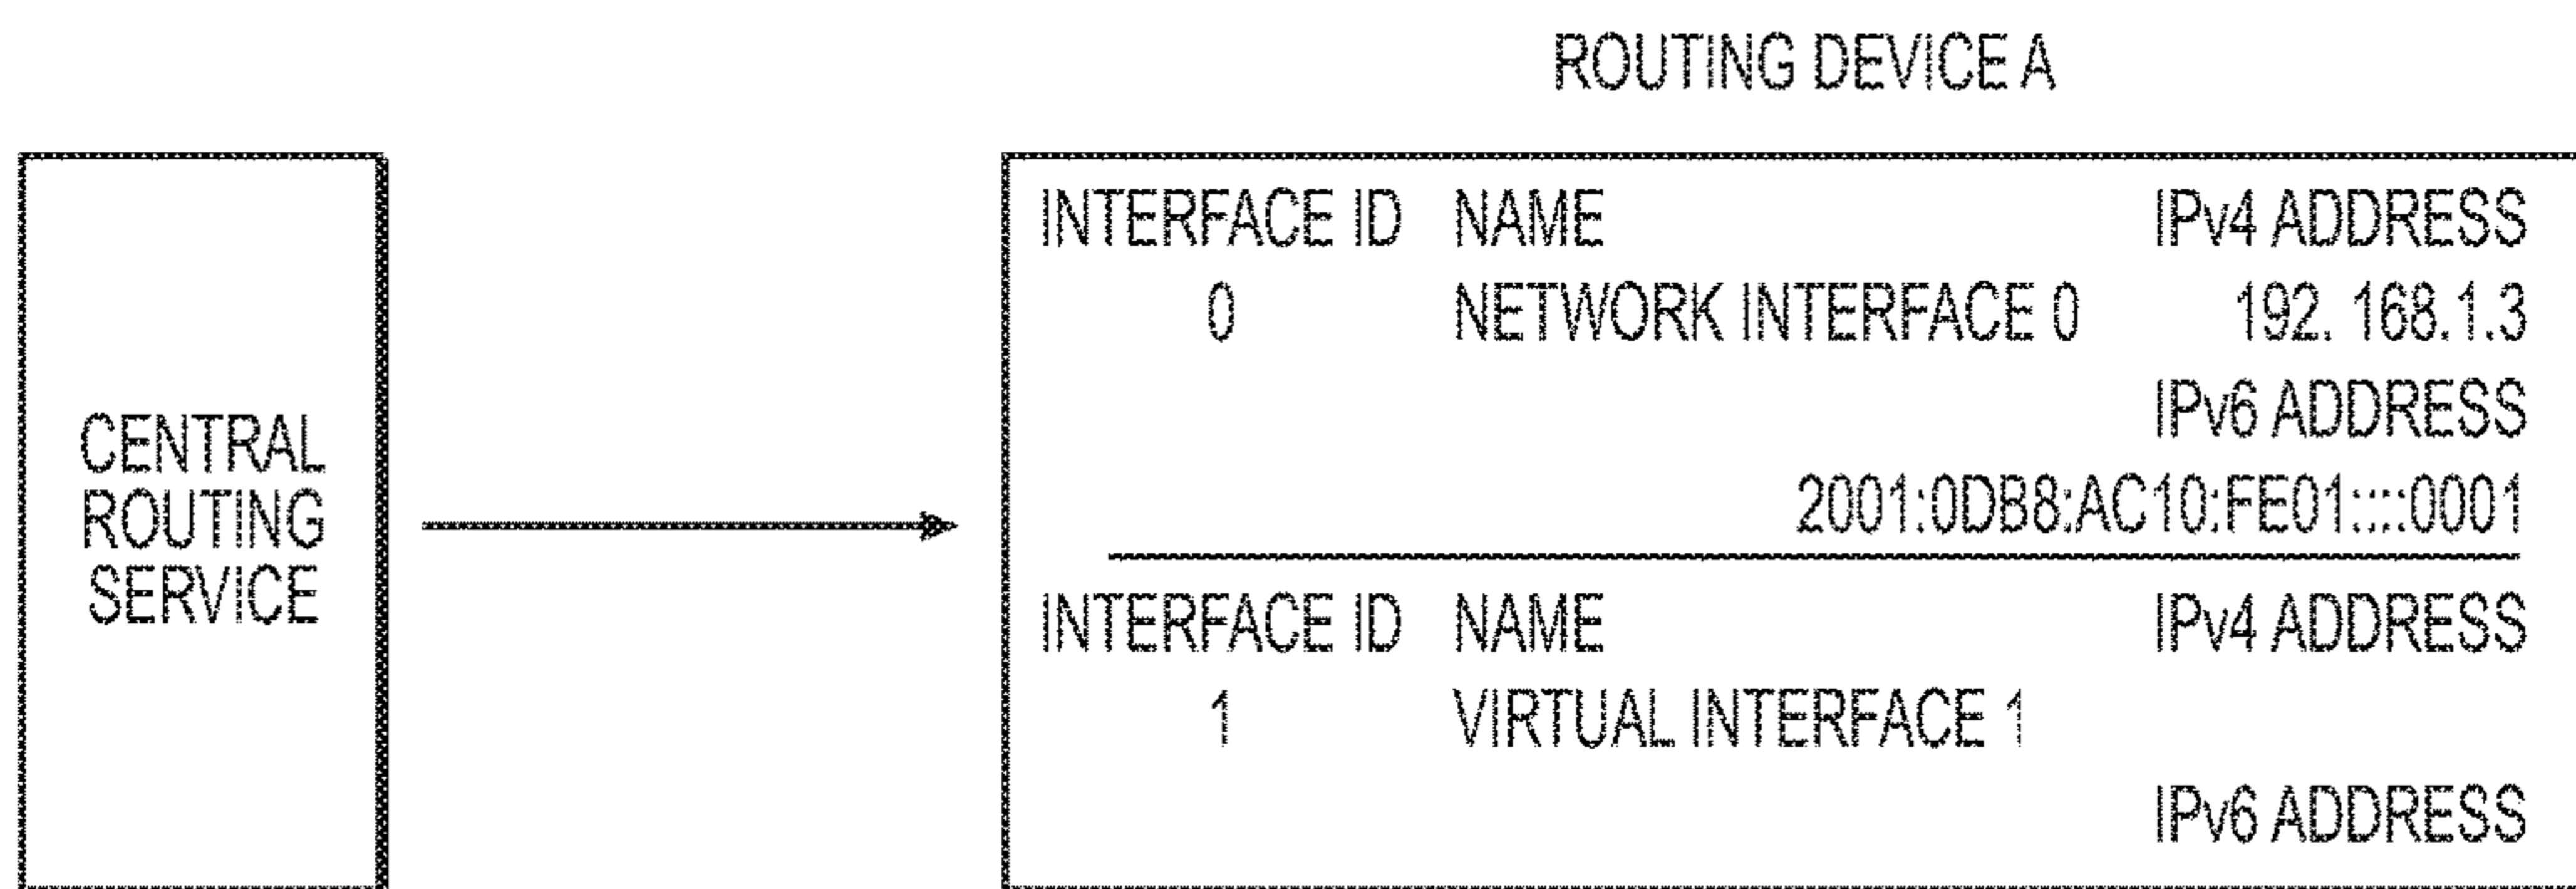 ROUTING DEVICE A
CENTRAL
ROUTING
SERVICE
INTERFACE ID NAME IPv4 ADDRESS
0 NETWORK INTERFACE 0 192. 168.1.3
IPv6 ADDRESS
2001:0DB8:AC10:FE01::::0001
INTERFACE ID NAME IPv4 ADDRESS
1 VIRTUAL INTERFACE 1
IPv6 ADDRESS